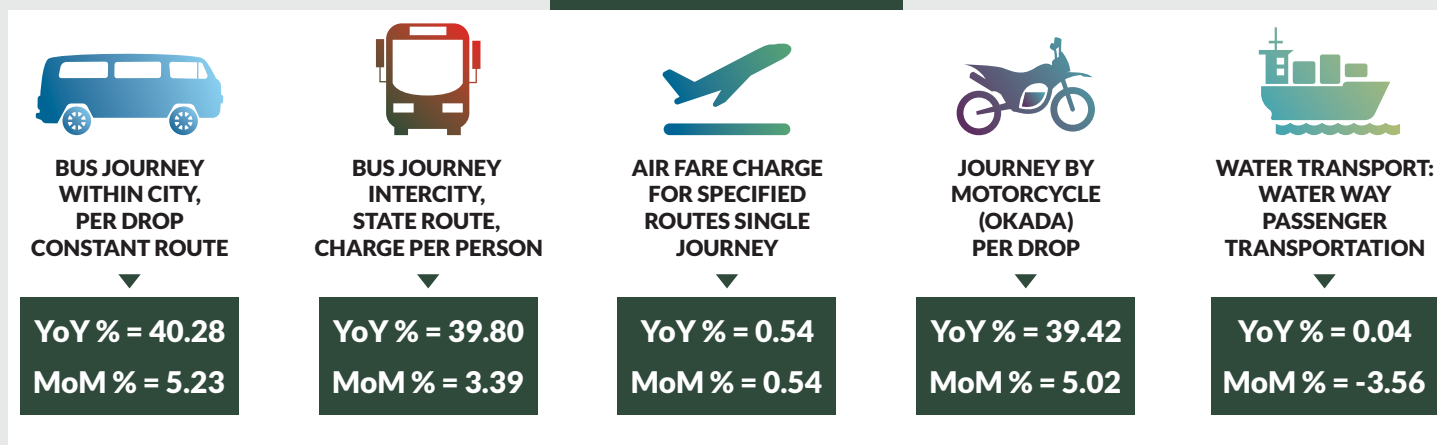 BUS JOURNEY
WITHIN CITY,
PER DROP
CONSTANT ROUTE
YoY % = 40.28
MoM % = 5.23
BUS JOURNEY
INTERCITY,
STATE ROUTE,
CHARGE PER PERSON
YoY % = 39.80
MoM % = 3.39
AIR FARE CHARGE
FOR SPECIFIED
ROUTES SINGLE
JOURNEY
YoY % = 0.54
MoM % = 0.54
JOURNEY BY
MOTORCYCLE
(OKADA)
PER DROP
YoY % = 39.42
MoM % = 5.02
WATER TRANSPORT:
WATER WAY
PASSENGER
TRANSPORTATION
YoY % = 0.04
MoM % = -3.56